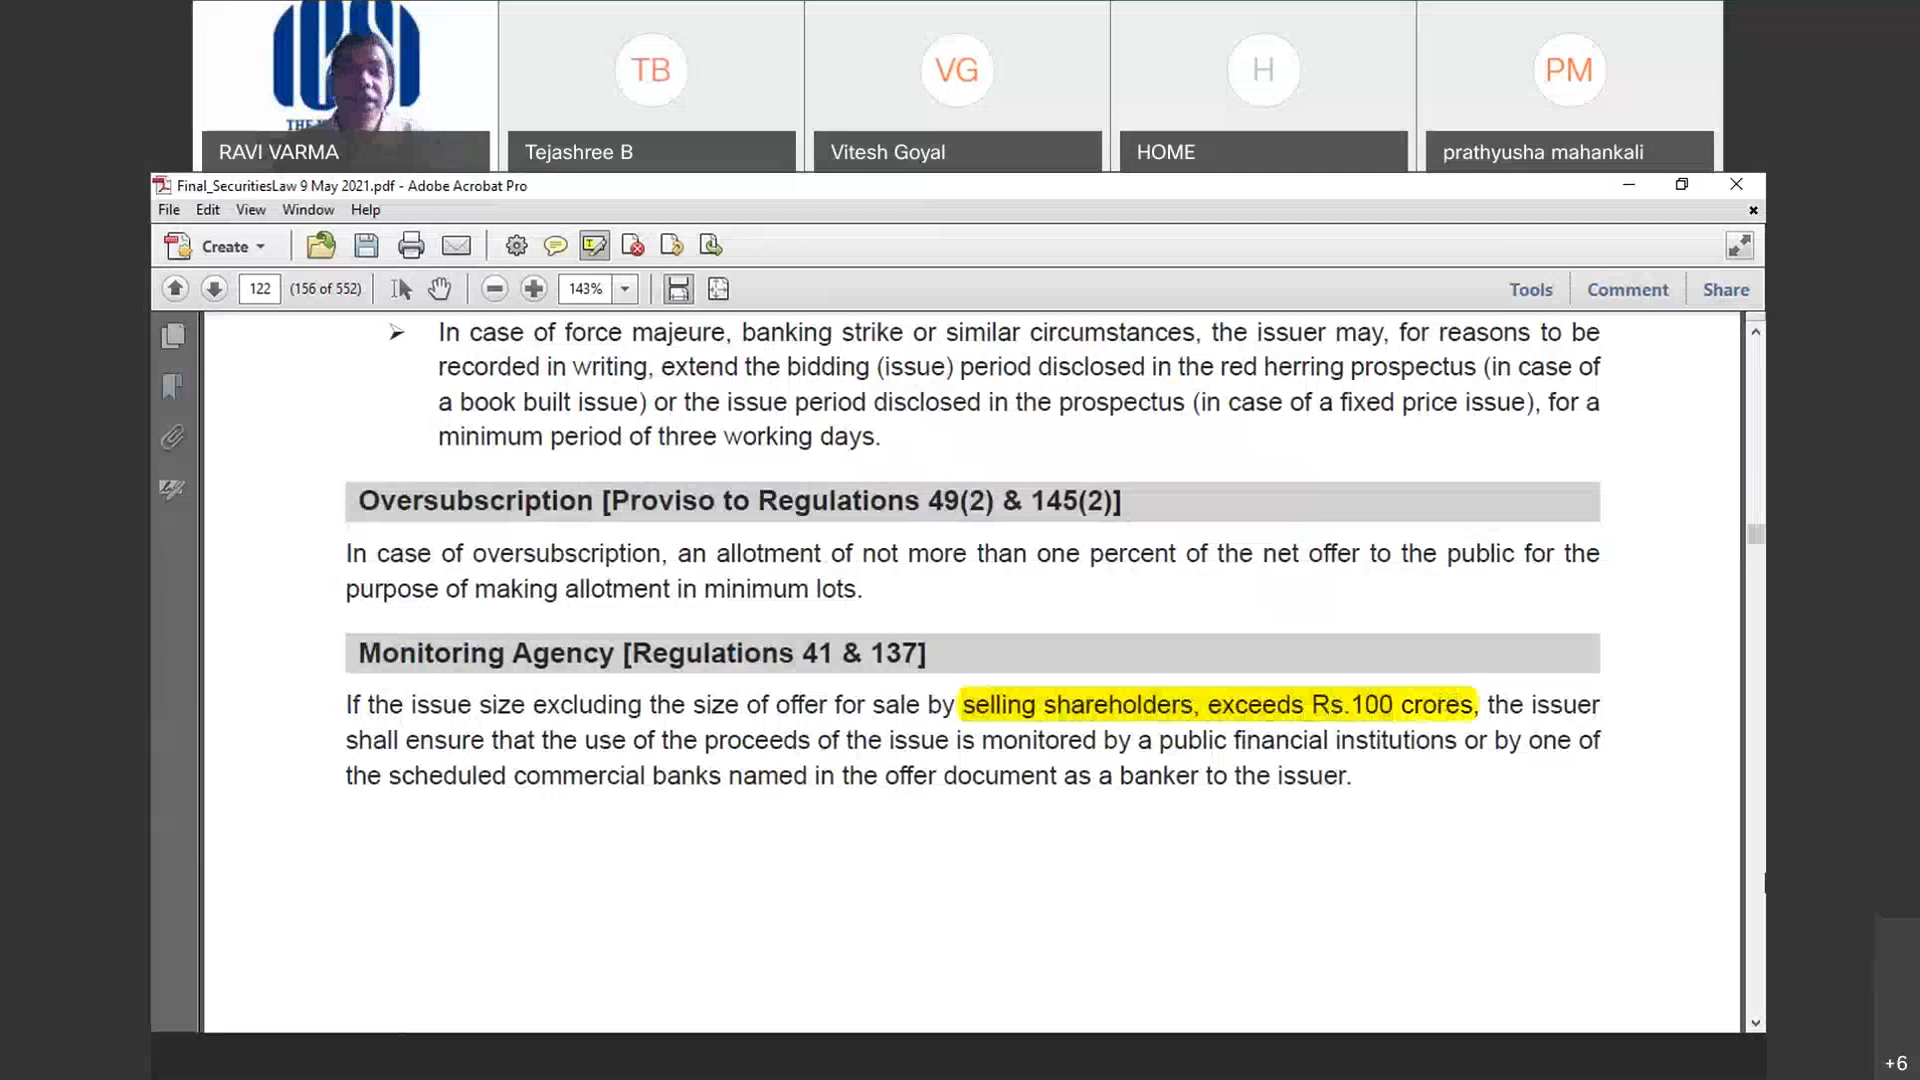 THE I
RAVI VARMA
TB
Tejashree B
VG
Vitesh Goyal
H
HOME
PM
prathyusha mahankali
Final_SecuritiesLaw 9 May 2021.pdf - Adobe Acrobat Pro
File Edit View Window Help
Create
122 (156 of 552) 143% Tools Comment Share
➢ In case of force majeure, banking strike or similar circumstances, the issuer may, for reasons to be
recorded in writing, extend the bidding (issue) period disclosed in the red herring prospectus (in case of
a book built issue) or the issue period disclosed in the prospectus (in case of a fixed price issue), for a
minimum period of three working days.
Oversubscription [Proviso to Regulations 49(2) & 145(2)]
In case of oversubscription, an allotment of not more than one percent of the net offer to the public for the
purpose of making allotment in minimum lots.
Monitoring Agency [Regulations 41 & 137]
If the issue size excluding the size of offer for sale by selling shareholders, exceeds Rs.100 crores, the issuer
shall ensure that the use of the proceeds of the issue is monitored by a public financial institutions or by one of
the scheduled commercial banks named in the offer document as a banker to the issuer.
+6